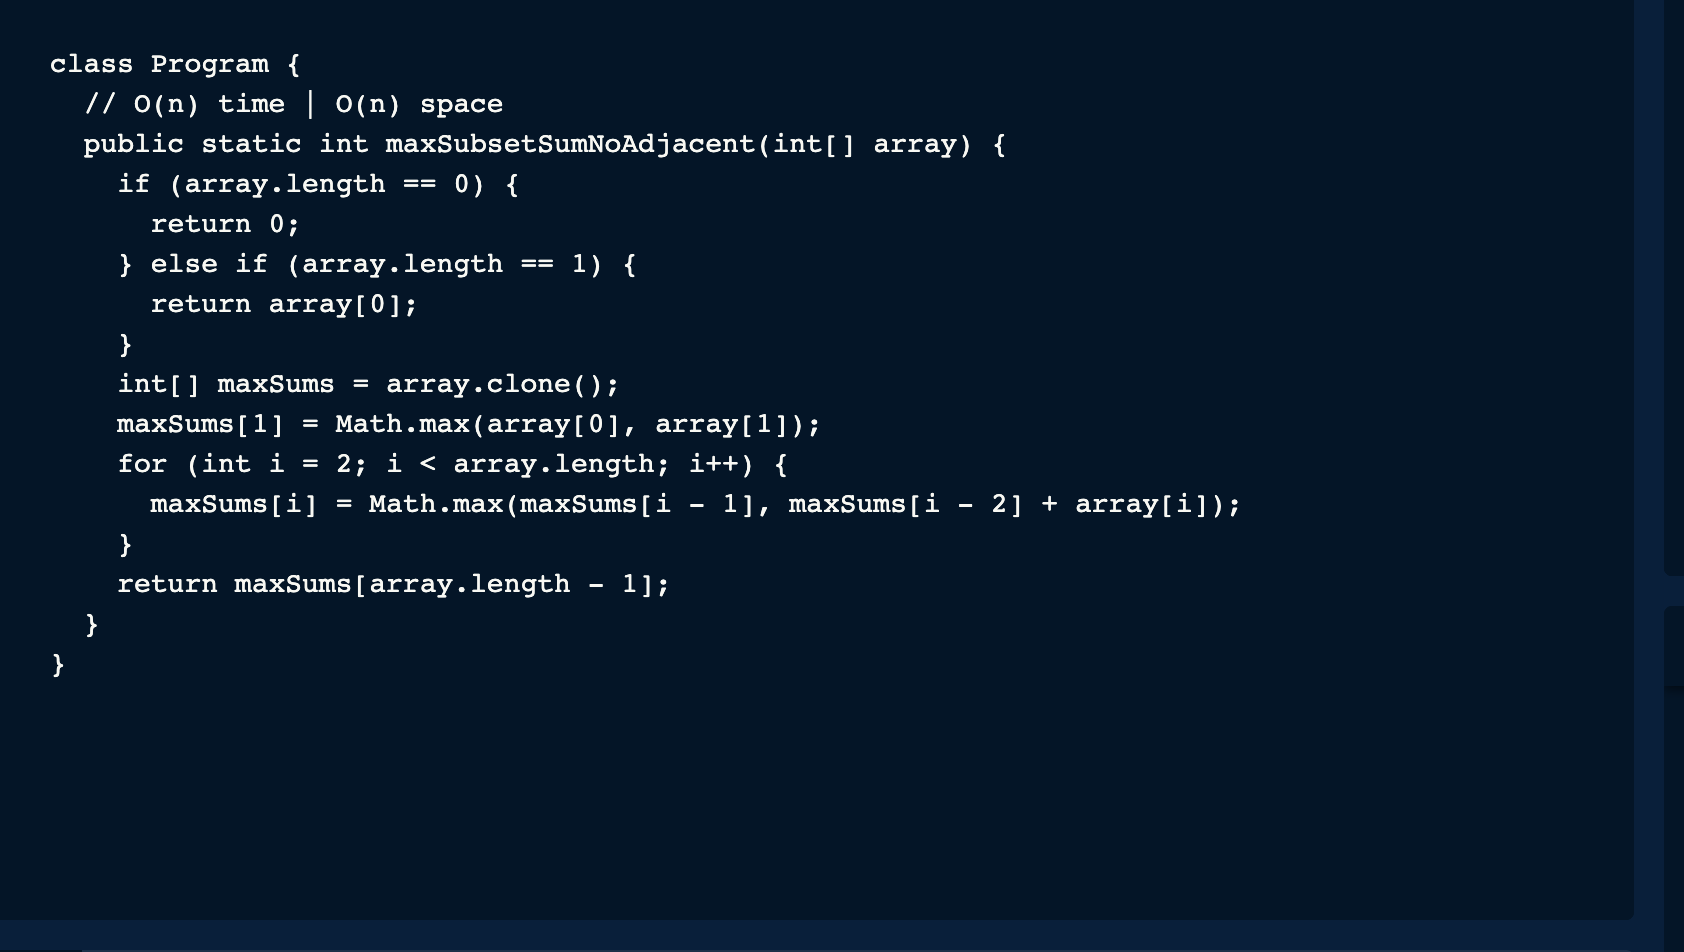 class Program {
  // O(n) time | O(n) space
  public static int maxSubsetSumNoAdjacent(int[] array) {
    if (array.length == 0) {
      return 0;
    } else if (array.length == 1) {
      return array[0];
    }
    int[] maxSums = array.clone();
    maxSums[1] = Math.max(array[0], array[1]);
    for (int i = 2; i < array.length; i++) {
      maxSums[i] = Math.max(maxSums[i - 1], maxSums[i - 2] + array[i]);
    }
    return maxSums[array.length - 1];
  }
}